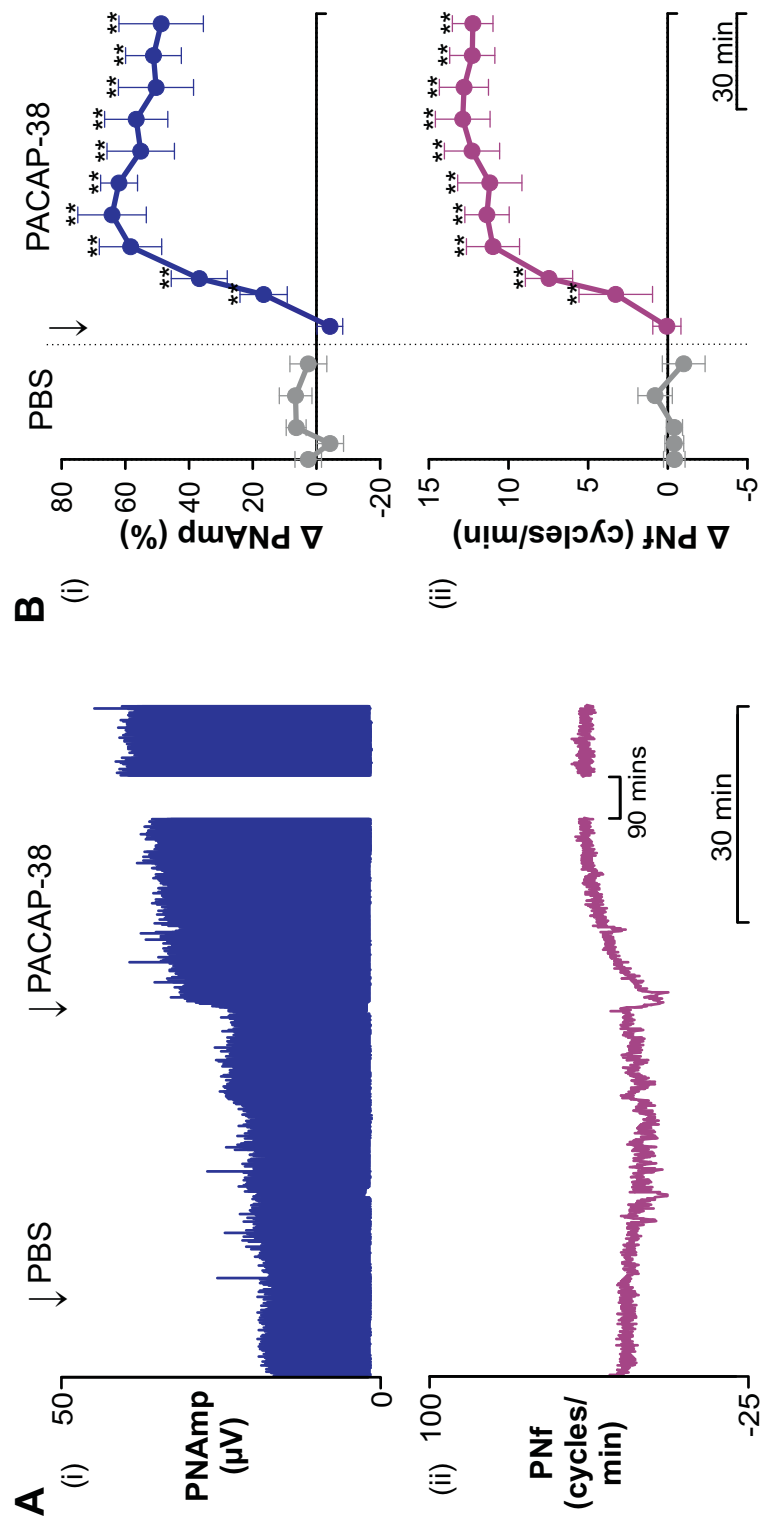 A
(i)
PBS
PACAP-38
50
0
PNAmp
(µV)
(ii)
100
-25
PNf
(cycles/
min)
90 mins
30 min
B
(i)
PBS
PACAP-38
80
60
40
20
0
-20
Δ PNAmp (%)
** ** ** ** ** ** ** ** ** **
(ii)
15
10
5
0
-5
Δ PNf (cycles/min)
** ** ** ** ** ** ** ** ** **
30 min